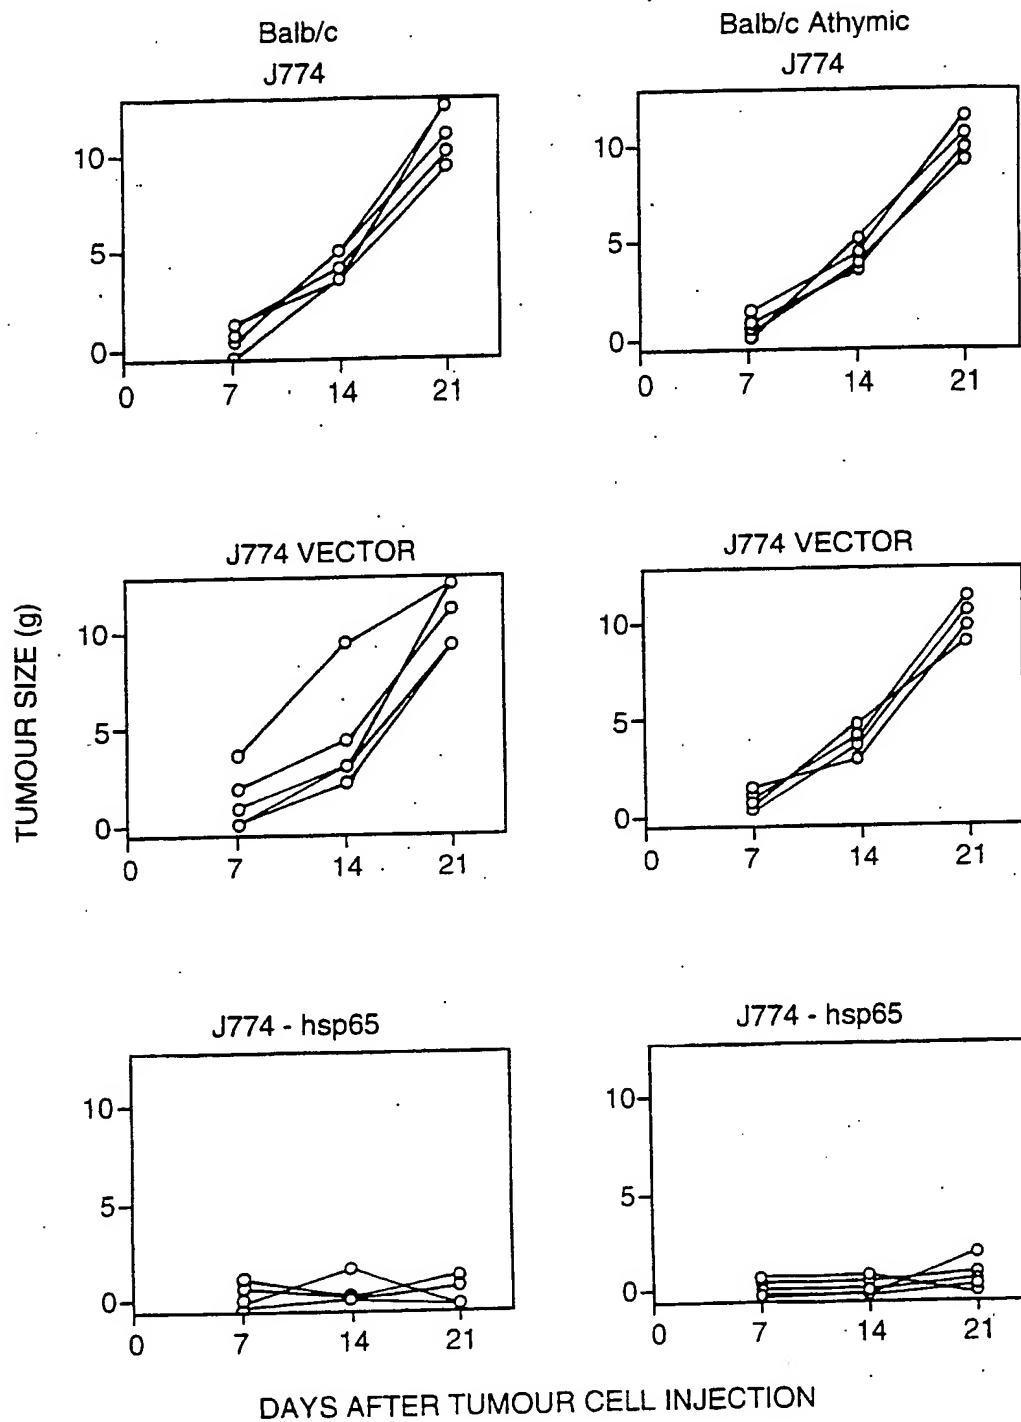 Balb/c
J774
10
5
0
0 7 14 21
Balb/c Athymic
J774
10
5
0
0 7 14 21
TUMOUR SIZE (g)
J774 VECTOR
10
5
0
0 7 14 21
J774 VECTOR
10
5
0
0 7 14 21
J774 - hsp65
10
5
0
0 7 14 21
J774 - hsp65
10
5
0
0 7 14 21
DAYS AFTER TUMOUR CELL INJECTION